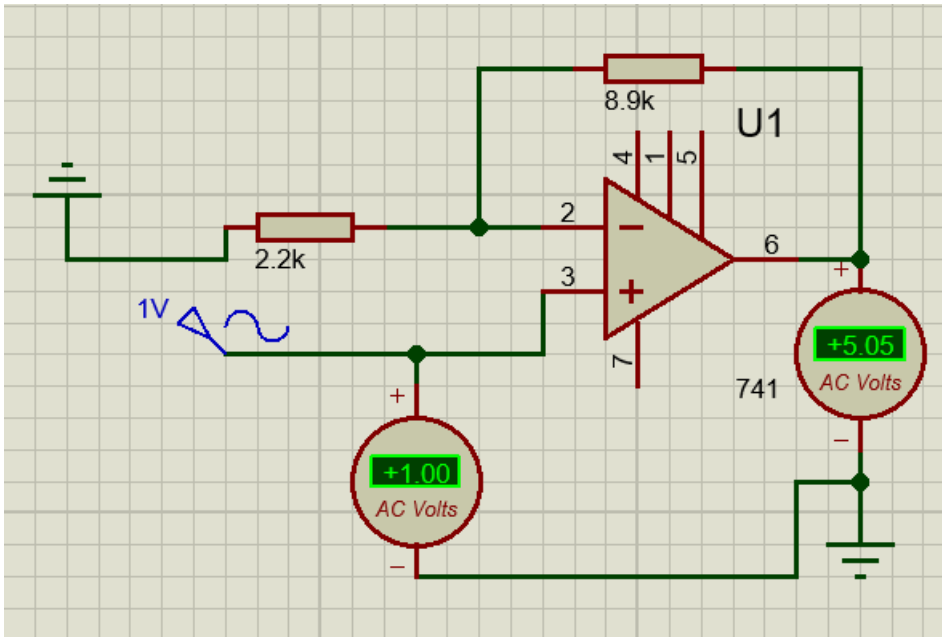 8.9k
U1
4
1
5
2
6
2.2k
3
+
1V
+5.05
AC Volts
7
741
+
−
+1.00
AC Volts
−